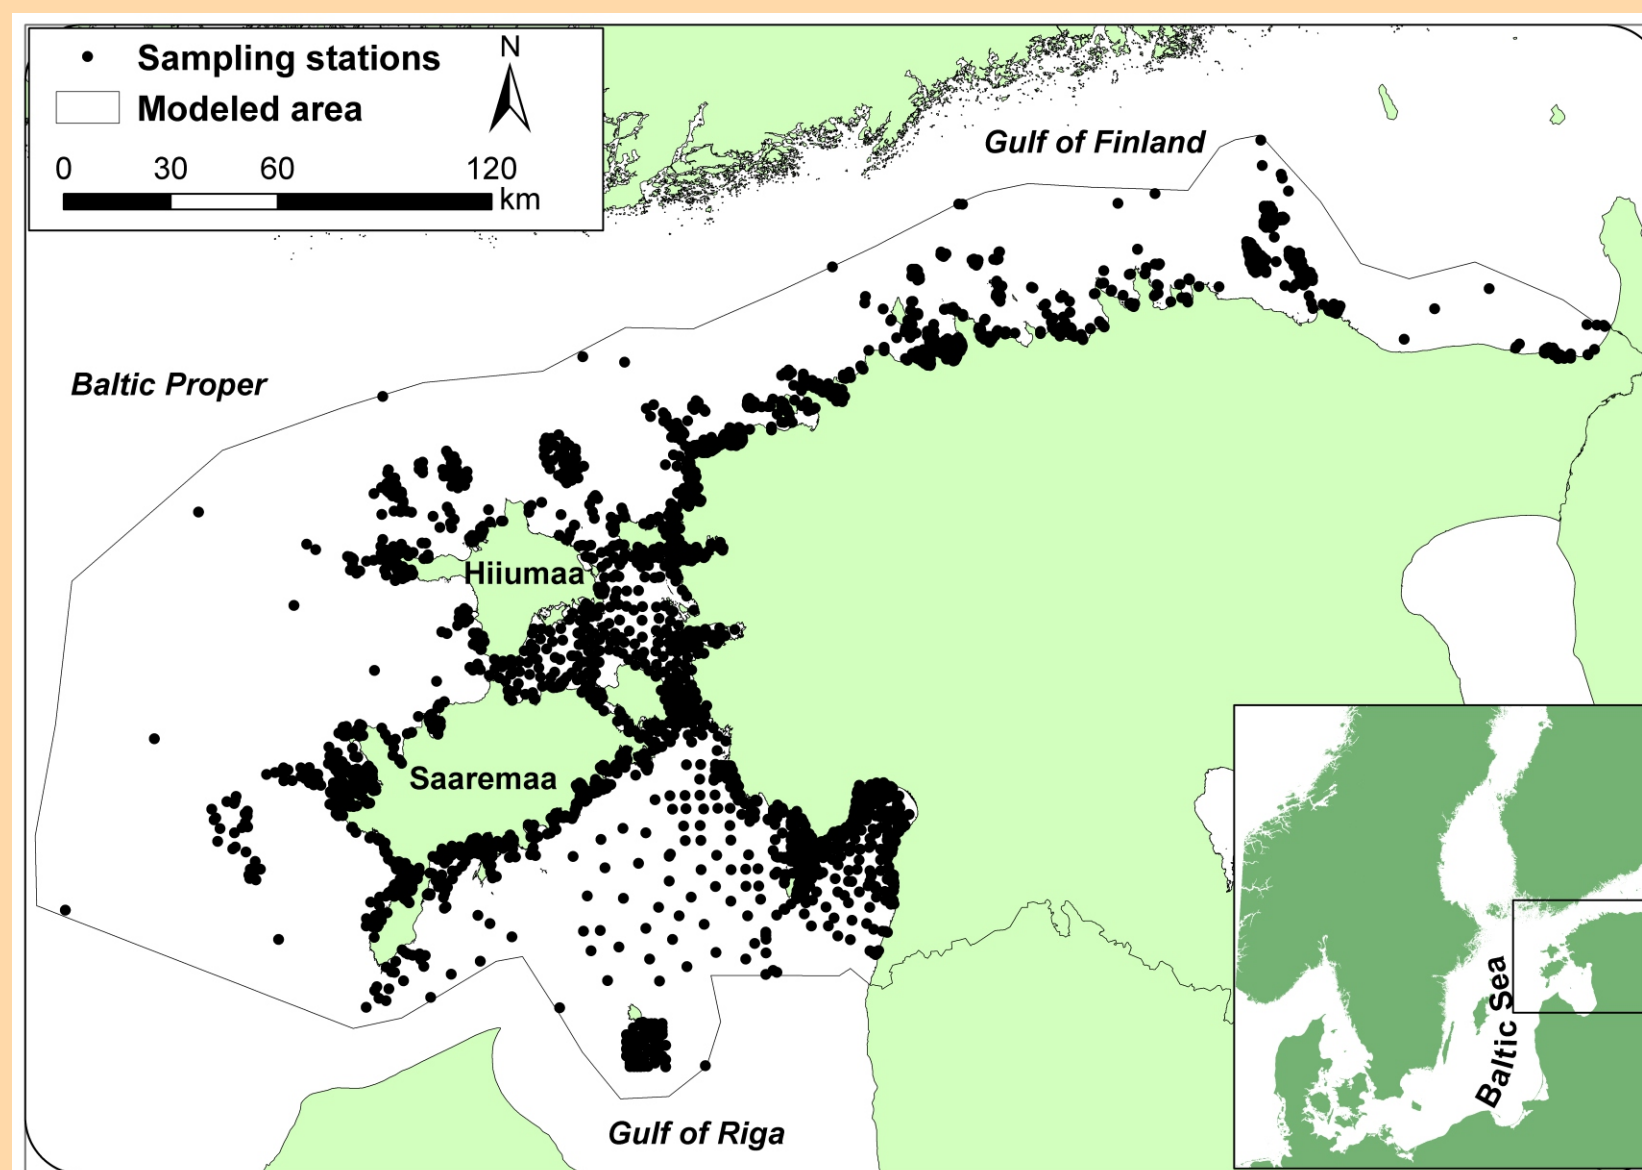 Sampling stations
N
Modeled area
0 30 60 120
km
Gulf of Finland
Baltic Proper
Hiiumaa
Saaremaa
Gulf of Riga
Baltic Sea